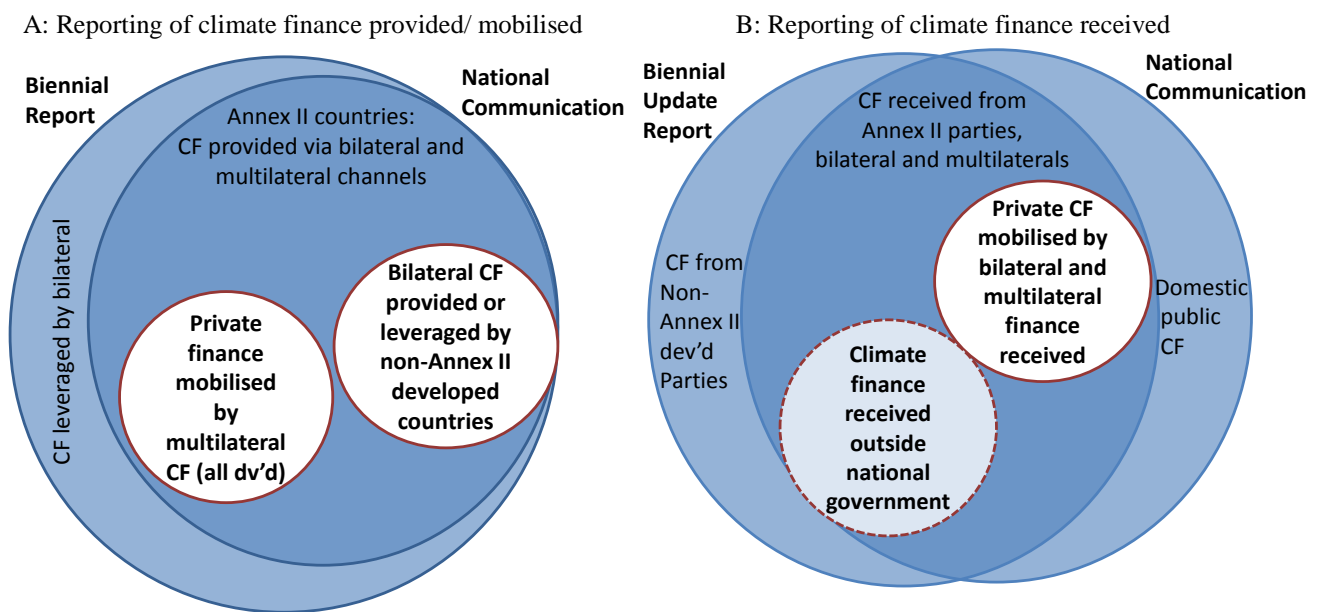 A: Reporting of climate finance provided/ mobilised
Biennial
Report
National
Communication
Annex II countries:
CF provided via bilateral and
multilateral channels
CF leveraged by bilateral
Private
finance
mobilised
by
multilateral
CF (all dv’d)
Bilateral CF
provided or
leveraged by
non-Annex II
developed
countries
B: Reporting of climate finance received
Biennial
Update
Report
National
Communication
CF received from
Annex II parties,
bilateral and multilaterals
CF from
Non-
Annex II
dev’d
Parties
Private CF
mobilised by
bilateral and
multilateral
finance
received
Domestic
public
CF
Climate
finance
received
outside
national
government